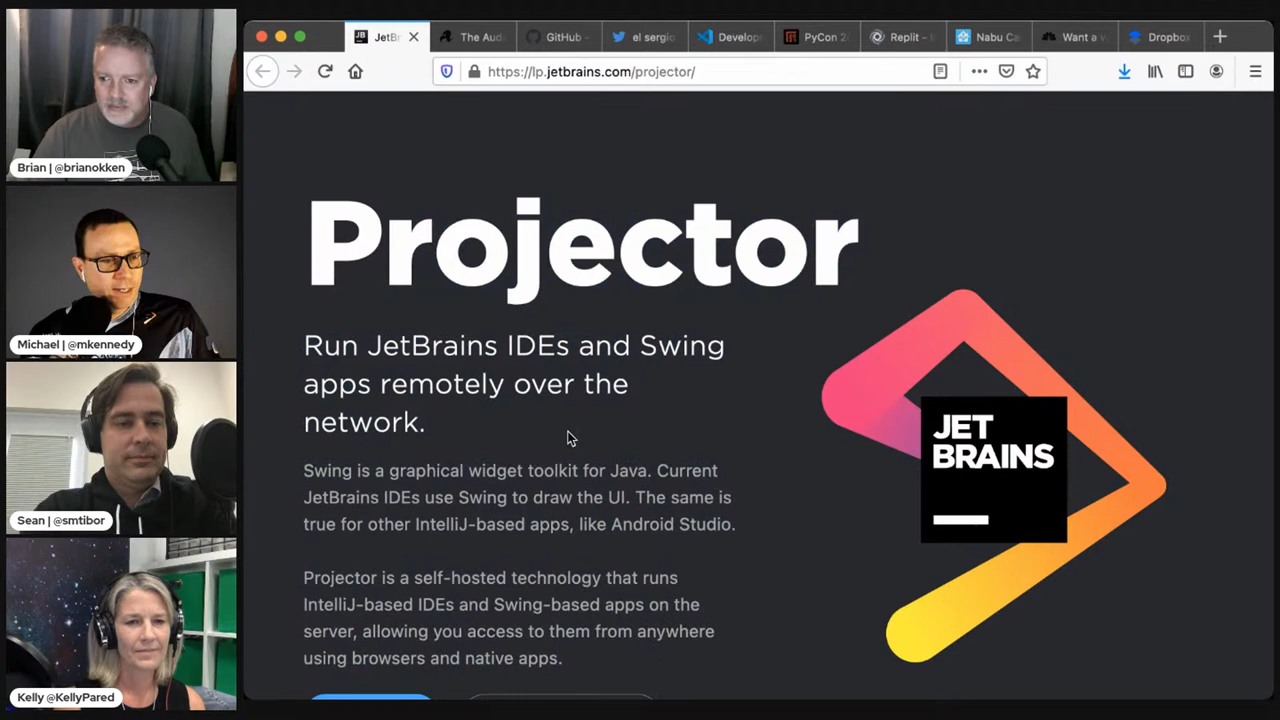 Brian | @brianokken
Michael | @mkennedy
Sean | @smtibor
Kelly @KellyPared
JetBr
The Aud
GitHub -
el sergio
Develop
PyCon 2
Replit -
Nabu Ca
Want a v
Dropbox
https://lp.jetbrains.com/projector/
Projector
Run JetBrains IDEs and Swing
apps remotely over the
network.
Swing is a graphical widget toolkit for Java. Current
JetBrains IDEs use Swing to draw the UI. The same is
true for other IntelliJ-based apps, like Android Studio.
Projector is a self-hosted technology that runs
IntelliJ-based IDEs and Swing-based apps on the
server, allowing you access to them from anywhere
using browsers and native apps.
JET
BRAINS